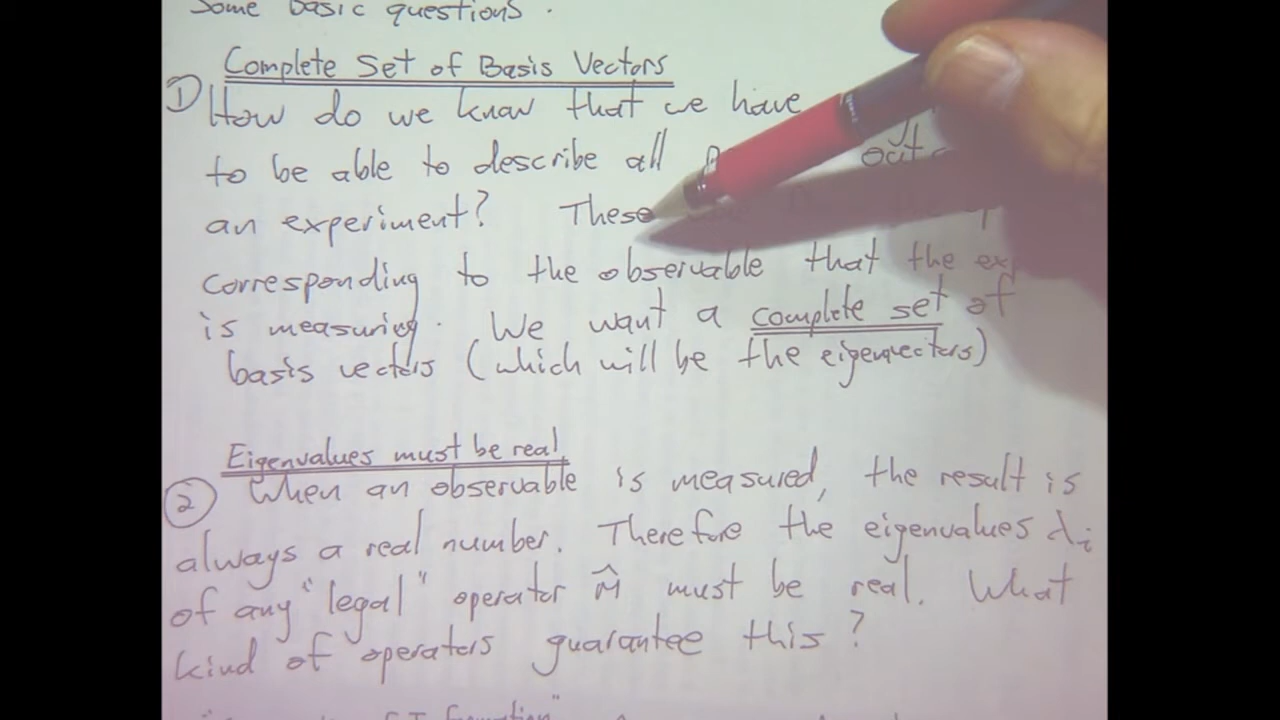 Some basic questions.
Complete Set of Basis Vectors
1) How do we know that we have
to be able to describe all
an experiment? These
corresponding to the observable that the
is measuring. We want a complete set of
basis vectors (which will be the eigenvectors)
Eigenvalues must be real
2 When an observable is measured, the result is
always a real number. Therefore the eigenvalues λi
of any "legal" operator M̂ must be real. What
kind of operators guarantee this?